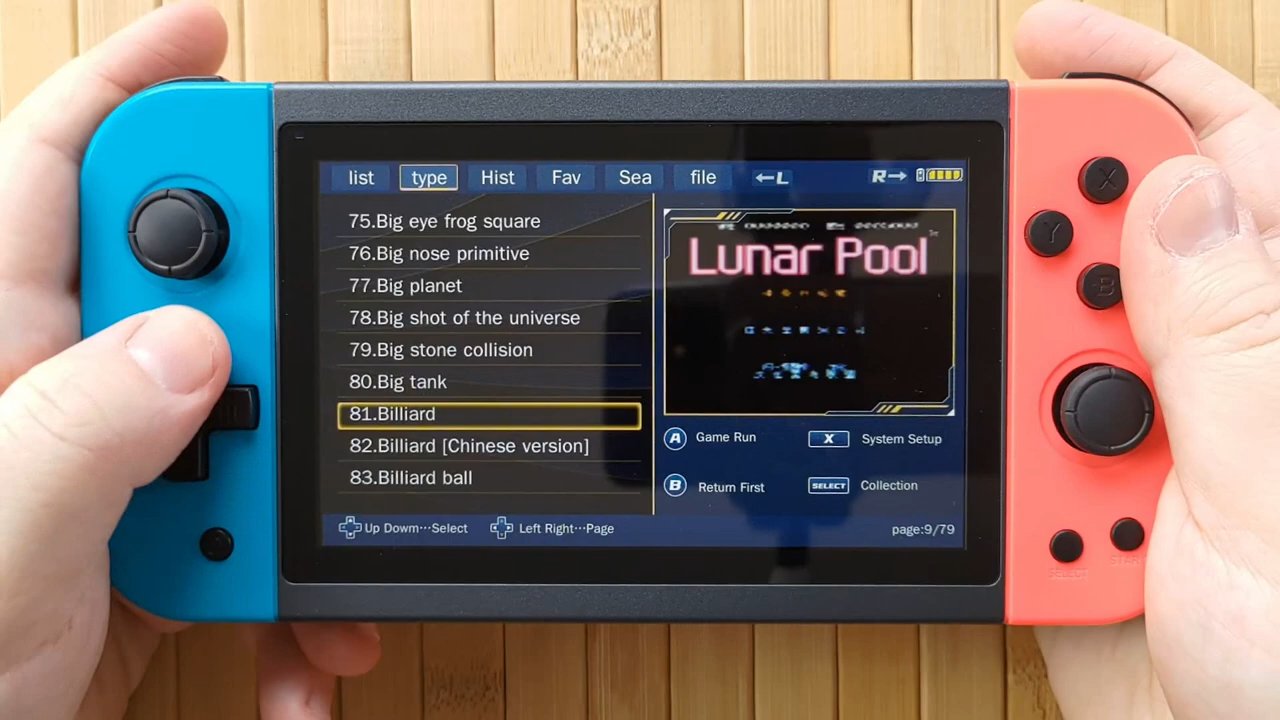 list type Hist Fav Sea file ←L R→
75.Big eye frog square
76.Big nose primitive
77.Big planet
78.Big shot of the universe
79.Big stone collision
80.Big tank
81.Billiard
82.Billiard [Chinese version]
83.Billiard ball
Lunar Pool
A Game Run X System Setup
B Return First SELECT Collection
Up Down···Select Left Right···Page page:9/79
X
Y
B
SELECT